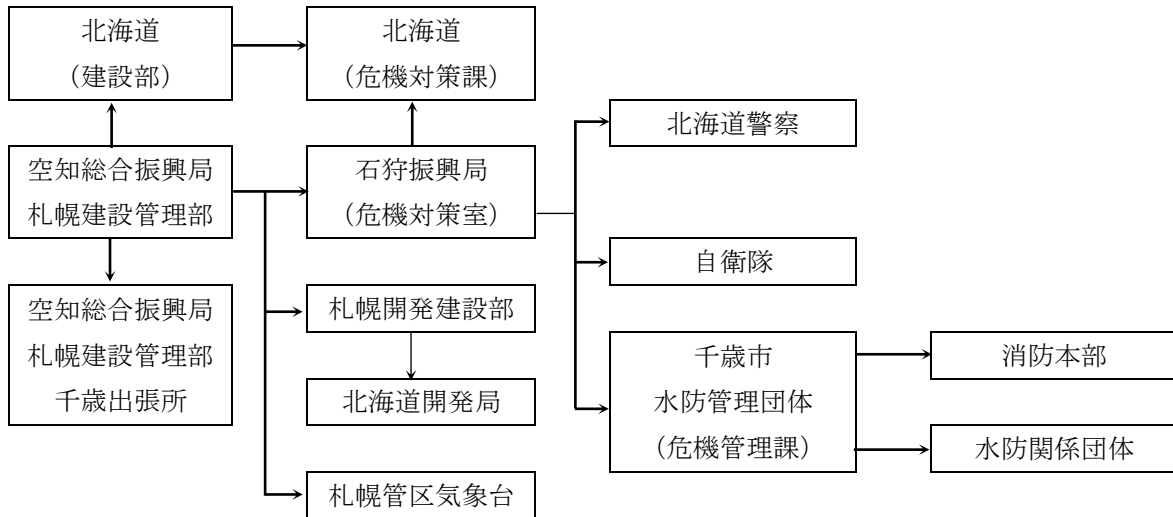 北海道
（建設部）
北海道
（危機対策課）
北海道警察
空知総合振興局
札幌建設管理部
石狩振興局
（危機対策室）
自衛隊
空知総合振興局
札幌建設管理部
千歳出張所
札幌開発建設部
北海道開発局
千歳市
水防管理団体
（危機管理課）
消防本部
水防関係団体
札幌管区気象台